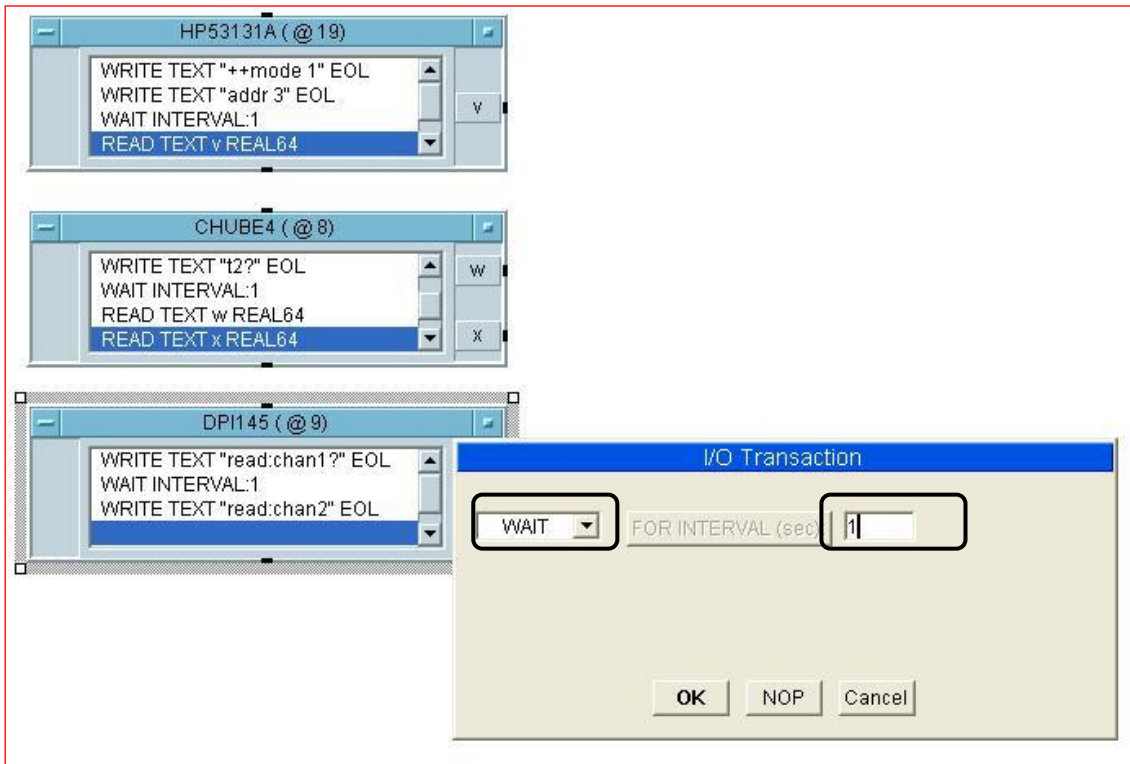 HP53131A ( @ 19)
WRITE TEXT "++mode 1" EOL
WRITE TEXT "addr 3" EOL
WAIT INTERVAL:1
READ TEXT v REAL64
v
CHUBE4 ( @ 8)
WRITE TEXT "t2?" EOL
WAIT INTERVAL:1
READ TEXT w REAL64
READ TEXT x REAL64
w
x
DPI145 ( @ 9)
WRITE TEXT "read:chan1?" EOL
WAIT INTERVAL:1
WRITE TEXT "read:chan2" EOL
I/O Transaction
WAIT FOR INTERVAL (sec): 1
OK NOP Cancel